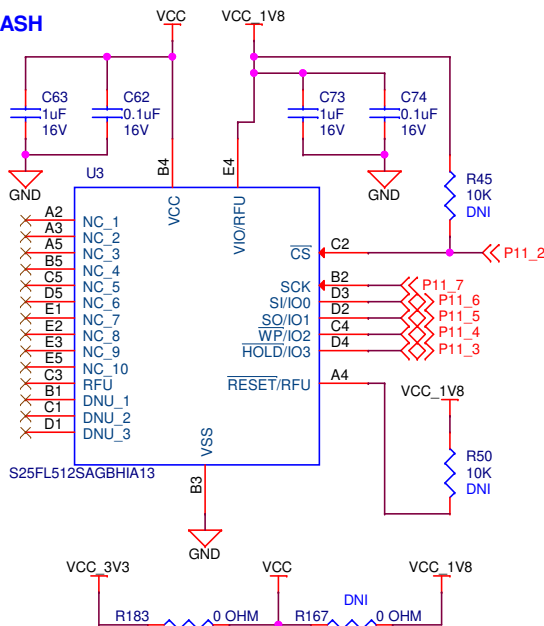 ASH
VCC
VCC_1V8
C63
1uF
16V
C62
0.1uF
16V
C73
1uF
16V
C74
0.1uF
16V
GND
GND
R45
10K
DNI
U3
B4
E4
VCC
VIO/RFU
A2 NC_1
A3 NC_2
A5 NC_3
B5 NC_4
C5 NC_5
D5 NC_6
E1 NC_7
E2 NC_8
E3 NC_9
E5 NC_10
C3 RFU
B1 DNU_1
C1 DNU_2
D1 DNU_3
CS C2 P11_2
SCK B2 P11_7
SI/IO0 D3 P11_6
SO/IO1 D2 P11_5
WP/IO2 C4 P11_4
HOLD/IO3 D4 P11_3
RESET/RFU A4
VCC_1V8
R50
10K
DNI
VSS
B3
S25FL512SAGBHIA13
GND
VCC_3V3
VCC
VCC_1V8
DNI
R183 0 OHM
R167 0 OHM